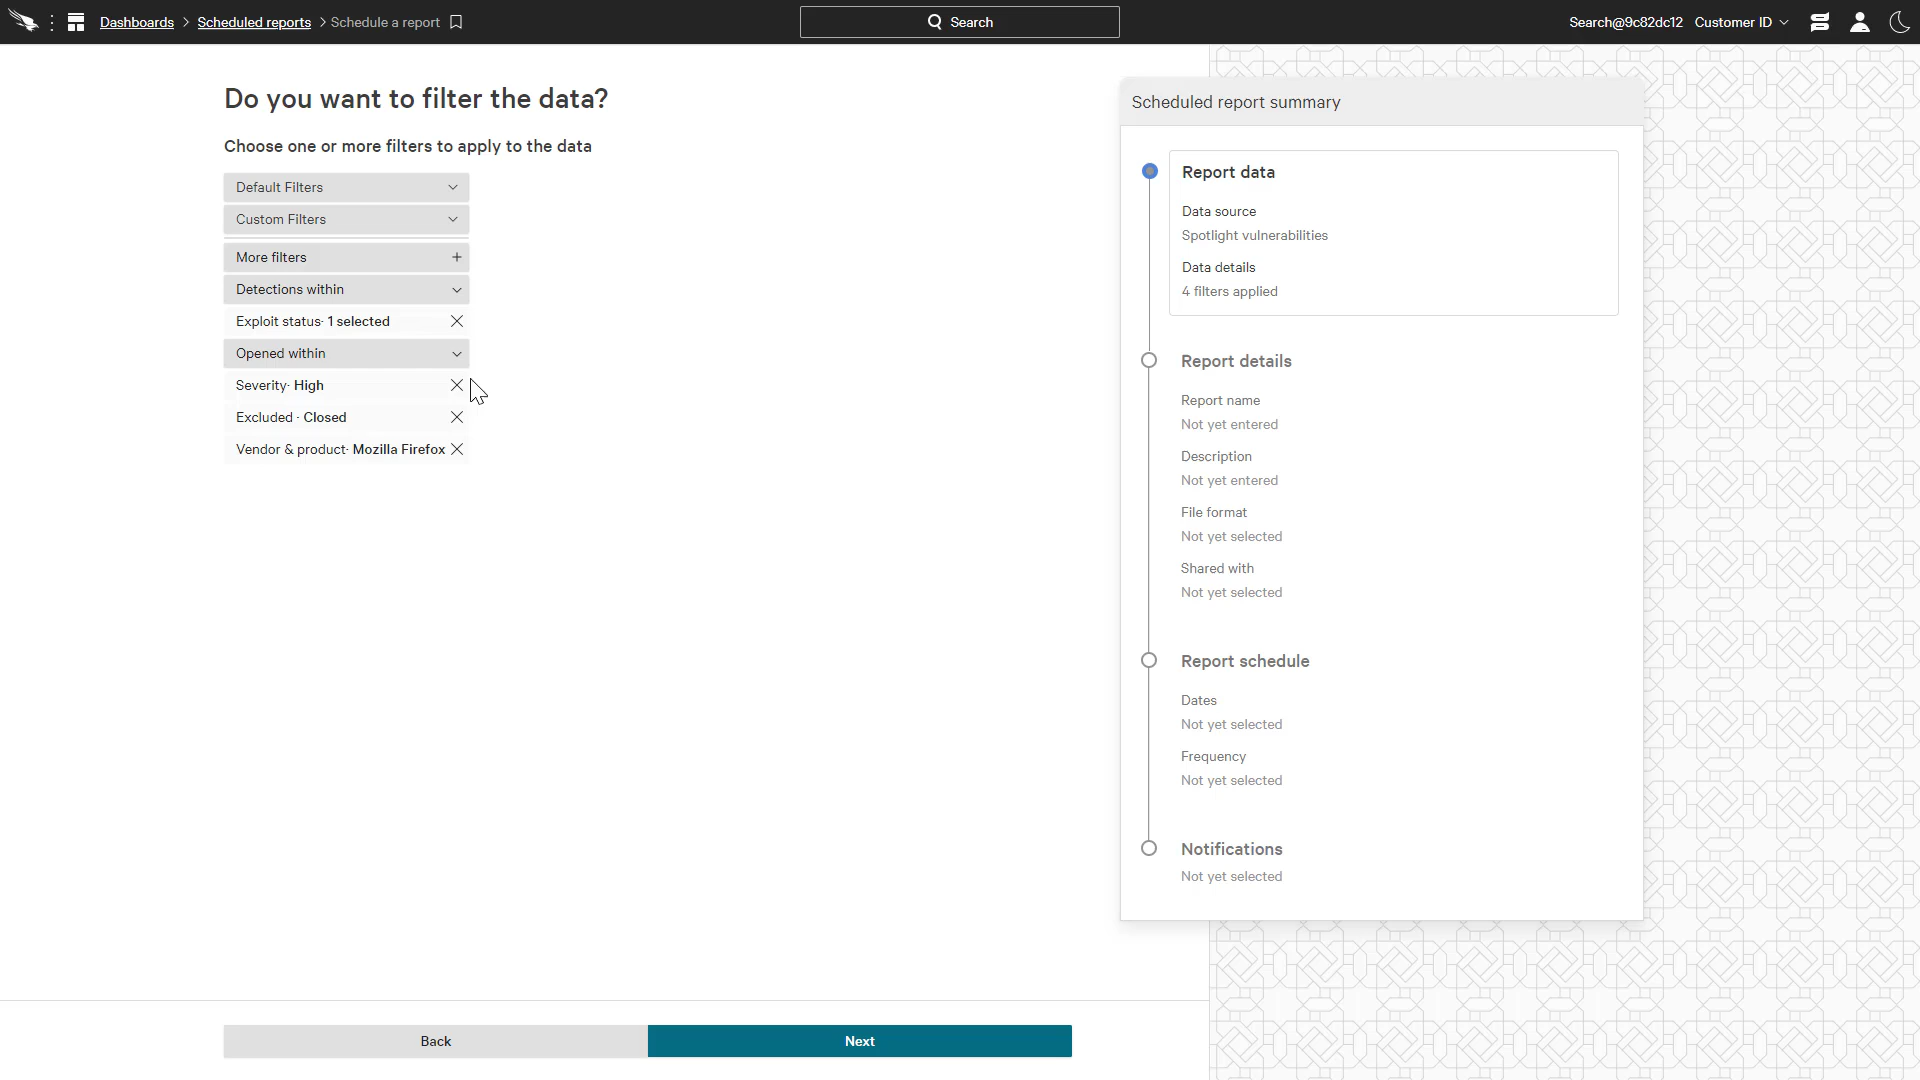 Dashboards > Scheduled reports > Schedule a report
Search
Search@9c82dc12 Customer ID
Do you want to filter the data?
Choose one or more filters to apply to the data
Default Filters
Custom Filters
More filters +
Detections within
Exploit status· 1 selected
Opened within
Severity· High
Excluded · Closed
Vendor & product· Mozilla Firefox
Back
Next
Scheduled report summary
Report data
Data source
Spotlight vulnerabilities
Data details
4 filters applied
Report details
Report name
Not yet entered
Description
Not yet entered
File format
Not yet selected
Shared with
Not yet selected
Report schedule
Dates
Not yet selected
Frequency
Not yet selected
Notifications
Not yet selected